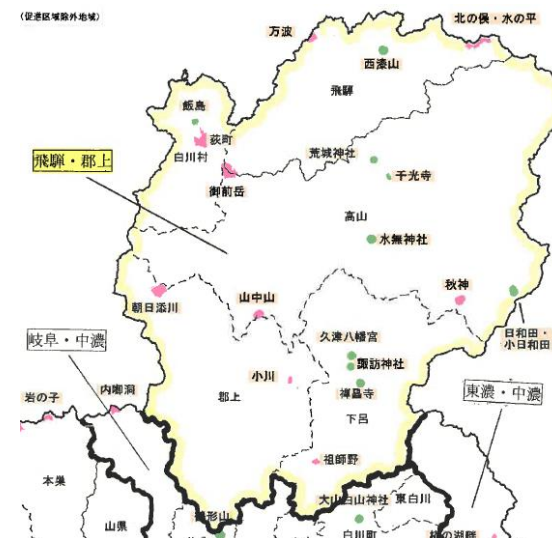 (促進区域除外地域)
万波
北の俣・水の平
西漆山
飛騨
飯島
荻町
白川村
荒城神社
飛騨・郡上
御前岳
千光寺
高山
水無神社
朝日添川
山中山
秋神
日和田・
小日和田
岐阜・中濃
久津八幡宮
諏訪神社
小川
禅昌寺
東濃・中濃
岩の子
内唧洞
郡上
下呂
祖師野
本巣
大山白山神社
東白川
山県
白川町